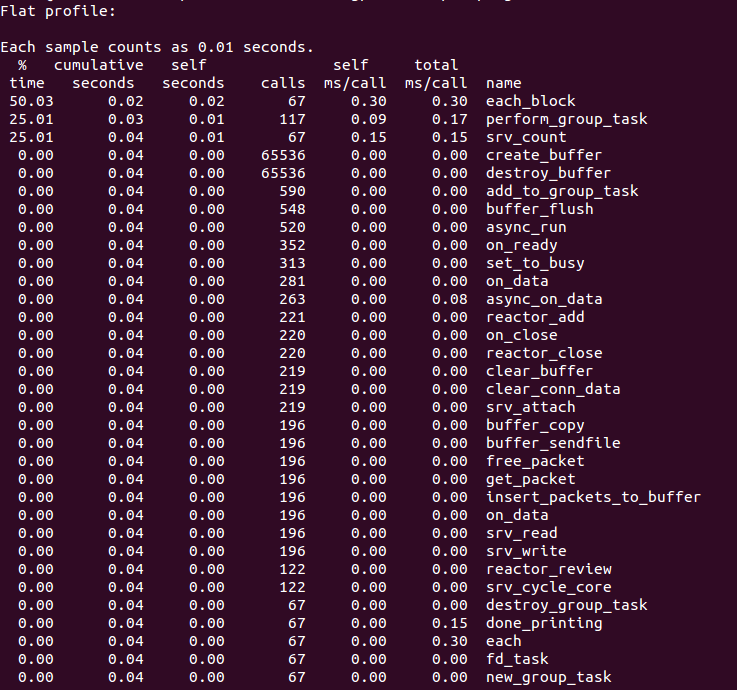 Flat profile:

Each sample counts as 0.01 seconds.
  %   cumulative   self              self     total
 time   seconds   seconds    calls  ms/call  ms/call  name
 50.03      0.02     0.02       67     0.30     0.30  each_block
 25.01      0.03     0.01      117     0.09     0.17  perform_group_task
 25.01      0.04     0.01       67     0.15     0.15  srv_count
  0.00      0.04     0.00    65536     0.00     0.00  create_buffer
  0.00      0.04     0.00    65536     0.00     0.00  destroy_buffer
  0.00      0.04     0.00      590     0.00     0.00  add_to_group_task
  0.00      0.04     0.00      548     0.00     0.00  buffer_flush
  0.00      0.04     0.00      520     0.00     0.00  async_run
  0.00      0.04     0.00      352     0.00     0.00  on_ready
  0.00      0.04     0.00      313     0.00     0.00  set_to_busy
  0.00      0.04     0.00      281     0.00     0.00  on_data
  0.00      0.04     0.00      263     0.00     0.08  async_on_data
  0.00      0.04     0.00      221     0.00     0.00  reactor_add
  0.00      0.04     0.00      220     0.00     0.00  on_close
  0.00      0.04     0.00      220     0.00     0.00  reactor_close
  0.00      0.04     0.00      219     0.00     0.00  clear_buffer
  0.00      0.04     0.00      219     0.00     0.00  clear_conn_data
  0.00      0.04     0.00      219     0.00     0.00  srv_attach
  0.00      0.04     0.00      196     0.00     0.00  buffer_copy
  0.00      0.04     0.00      196     0.00     0.00  buffer_sendfile
  0.00      0.04     0.00      196     0.00     0.00  free_packet
  0.00      0.04     0.00      196     0.00     0.00  get_packet
  0.00      0.04     0.00      196     0.00     0.00  insert_packets_to_buffer
  0.00      0.04     0.00      196     0.00     0.00  on_data
  0.00      0.04     0.00      196     0.00     0.00  srv_read
  0.00      0.04     0.00      196     0.00     0.00  srv_write
  0.00      0.04     0.00      122     0.00     0.00  reactor_review
  0.00      0.04     0.00      122     0.00     0.00  srv_cycle_core
  0.00      0.04     0.00       67     0.00     0.00  destroy_group_task
  0.00      0.04     0.00       67     0.00     0.15  done_printing
  0.00      0.04     0.00       67     0.00     0.30  each
  0.00      0.04     0.00       67     0.00     0.00  fd_task
  0.00      0.04     0.00       67     0.00     0.00  new_group_task